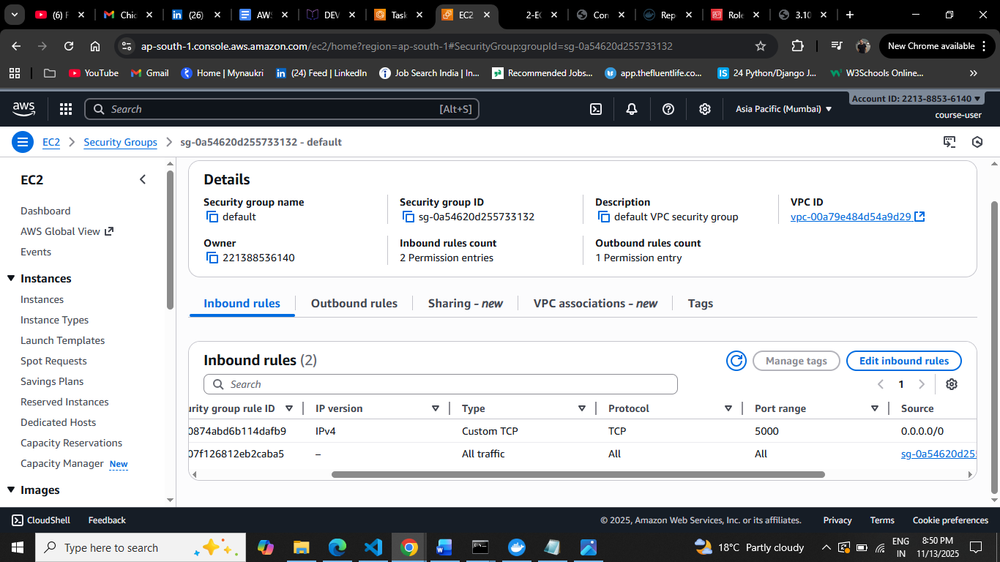 (6) F
Chic
(26)
AWS
DEV
Task
EC2
2-EC
Con
Rep
Role
3.10
ap-south-1.console.aws.amazon.com/ec2/home?region=ap-south-1#SecurityGroup:groupId=sg-0a54620d255733132
New Chrome available
YouTube
Gmail
Home | Mynaukri
(24) Feed | LinkedIn
Job Search India | In...
Recommended Jobs...
app.thefluentlife.co...
24 Python/Django J...
W3Schools Online...
aws
Search
[Alt+S]
Asia Pacific (Mumbai)
Account ID: 2213-8853-6140
course-user
EC2
Security Groups
sg-0a54620d255733132 - default
EC2
Dashboard
AWS Global View
Events
Instances
Instances
Instance Types
Launch Templates
Spot Requests
Savings Plans
Reserved Instances
Dedicated Hosts
Capacity Reservations
Capacity Manager New
Images
Details
Security group name
default
Security group ID
sg-0a54620d255733132
Description
default VPC security group
VPC ID
vpc-00a79e484d54a9d29
Owner
221388536140
Inbound rules count
2 Permission entries
Outbound rules count
1 Permission entry
Inbound rules
Outbound rules
Sharing - new
VPC associations - new
Tags
Inbound rules (2)
Manage tags
Edit inbound rules
Search
1
urity group rule ID
IP version
Type
Protocol
Port range
Source
0874abd6b114dafb9
IPv4
Custom TCP
TCP
5000
0.0.0.0/0
07f126812eb2caba5
–
All traffic
All
All
sg-0a54620d25
CloudShell
Feedback
© 2025, Amazon Web Services, Inc. or its affiliates.
Privacy
Terms
Cookie preferences
Type here to search
18°C Partly cloudy
ENG
IN
8:50 PM
11/13/2025